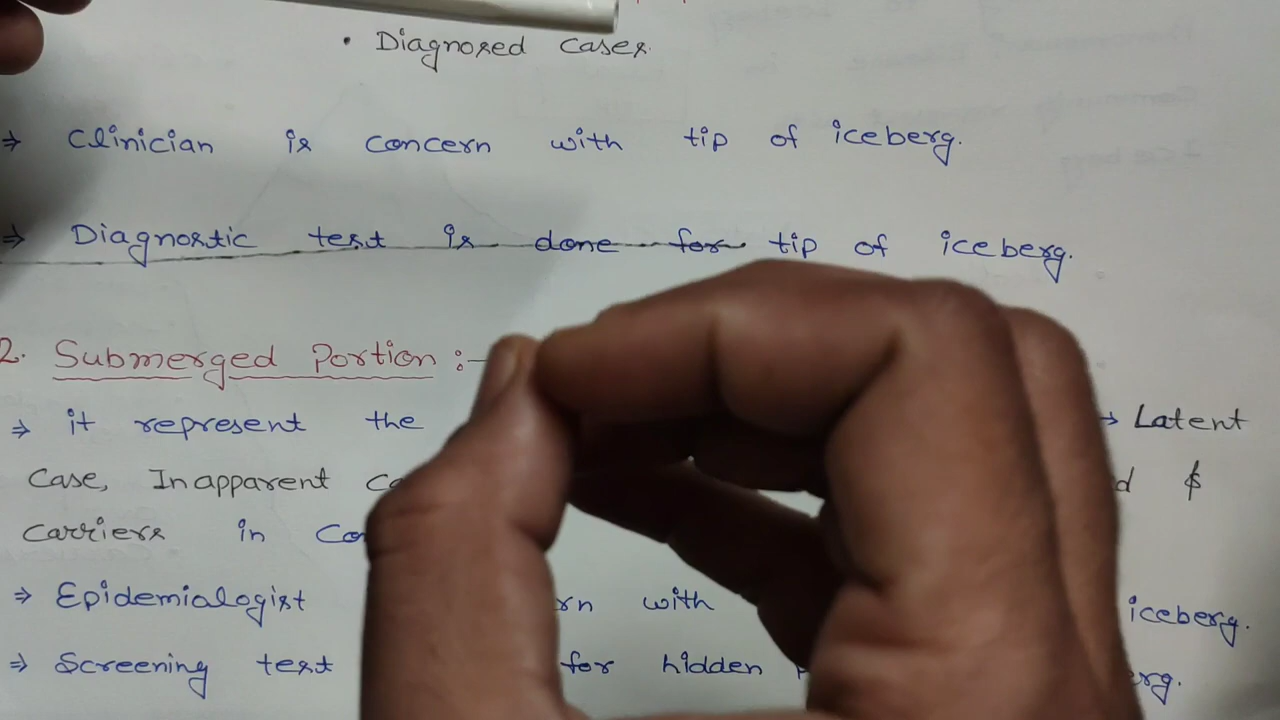 • Diagnosed cases.
⇒ Clinician is concern with tip of iceberg.
⇒ Diagnostic test is done for tip of iceberg.
2. Submerged Portion :-
⇒ it represent the → Latent
Case, Inapparent
Carriers in
⇒ Epidemialogist with iceberg.
⇒ Screening test for hidden